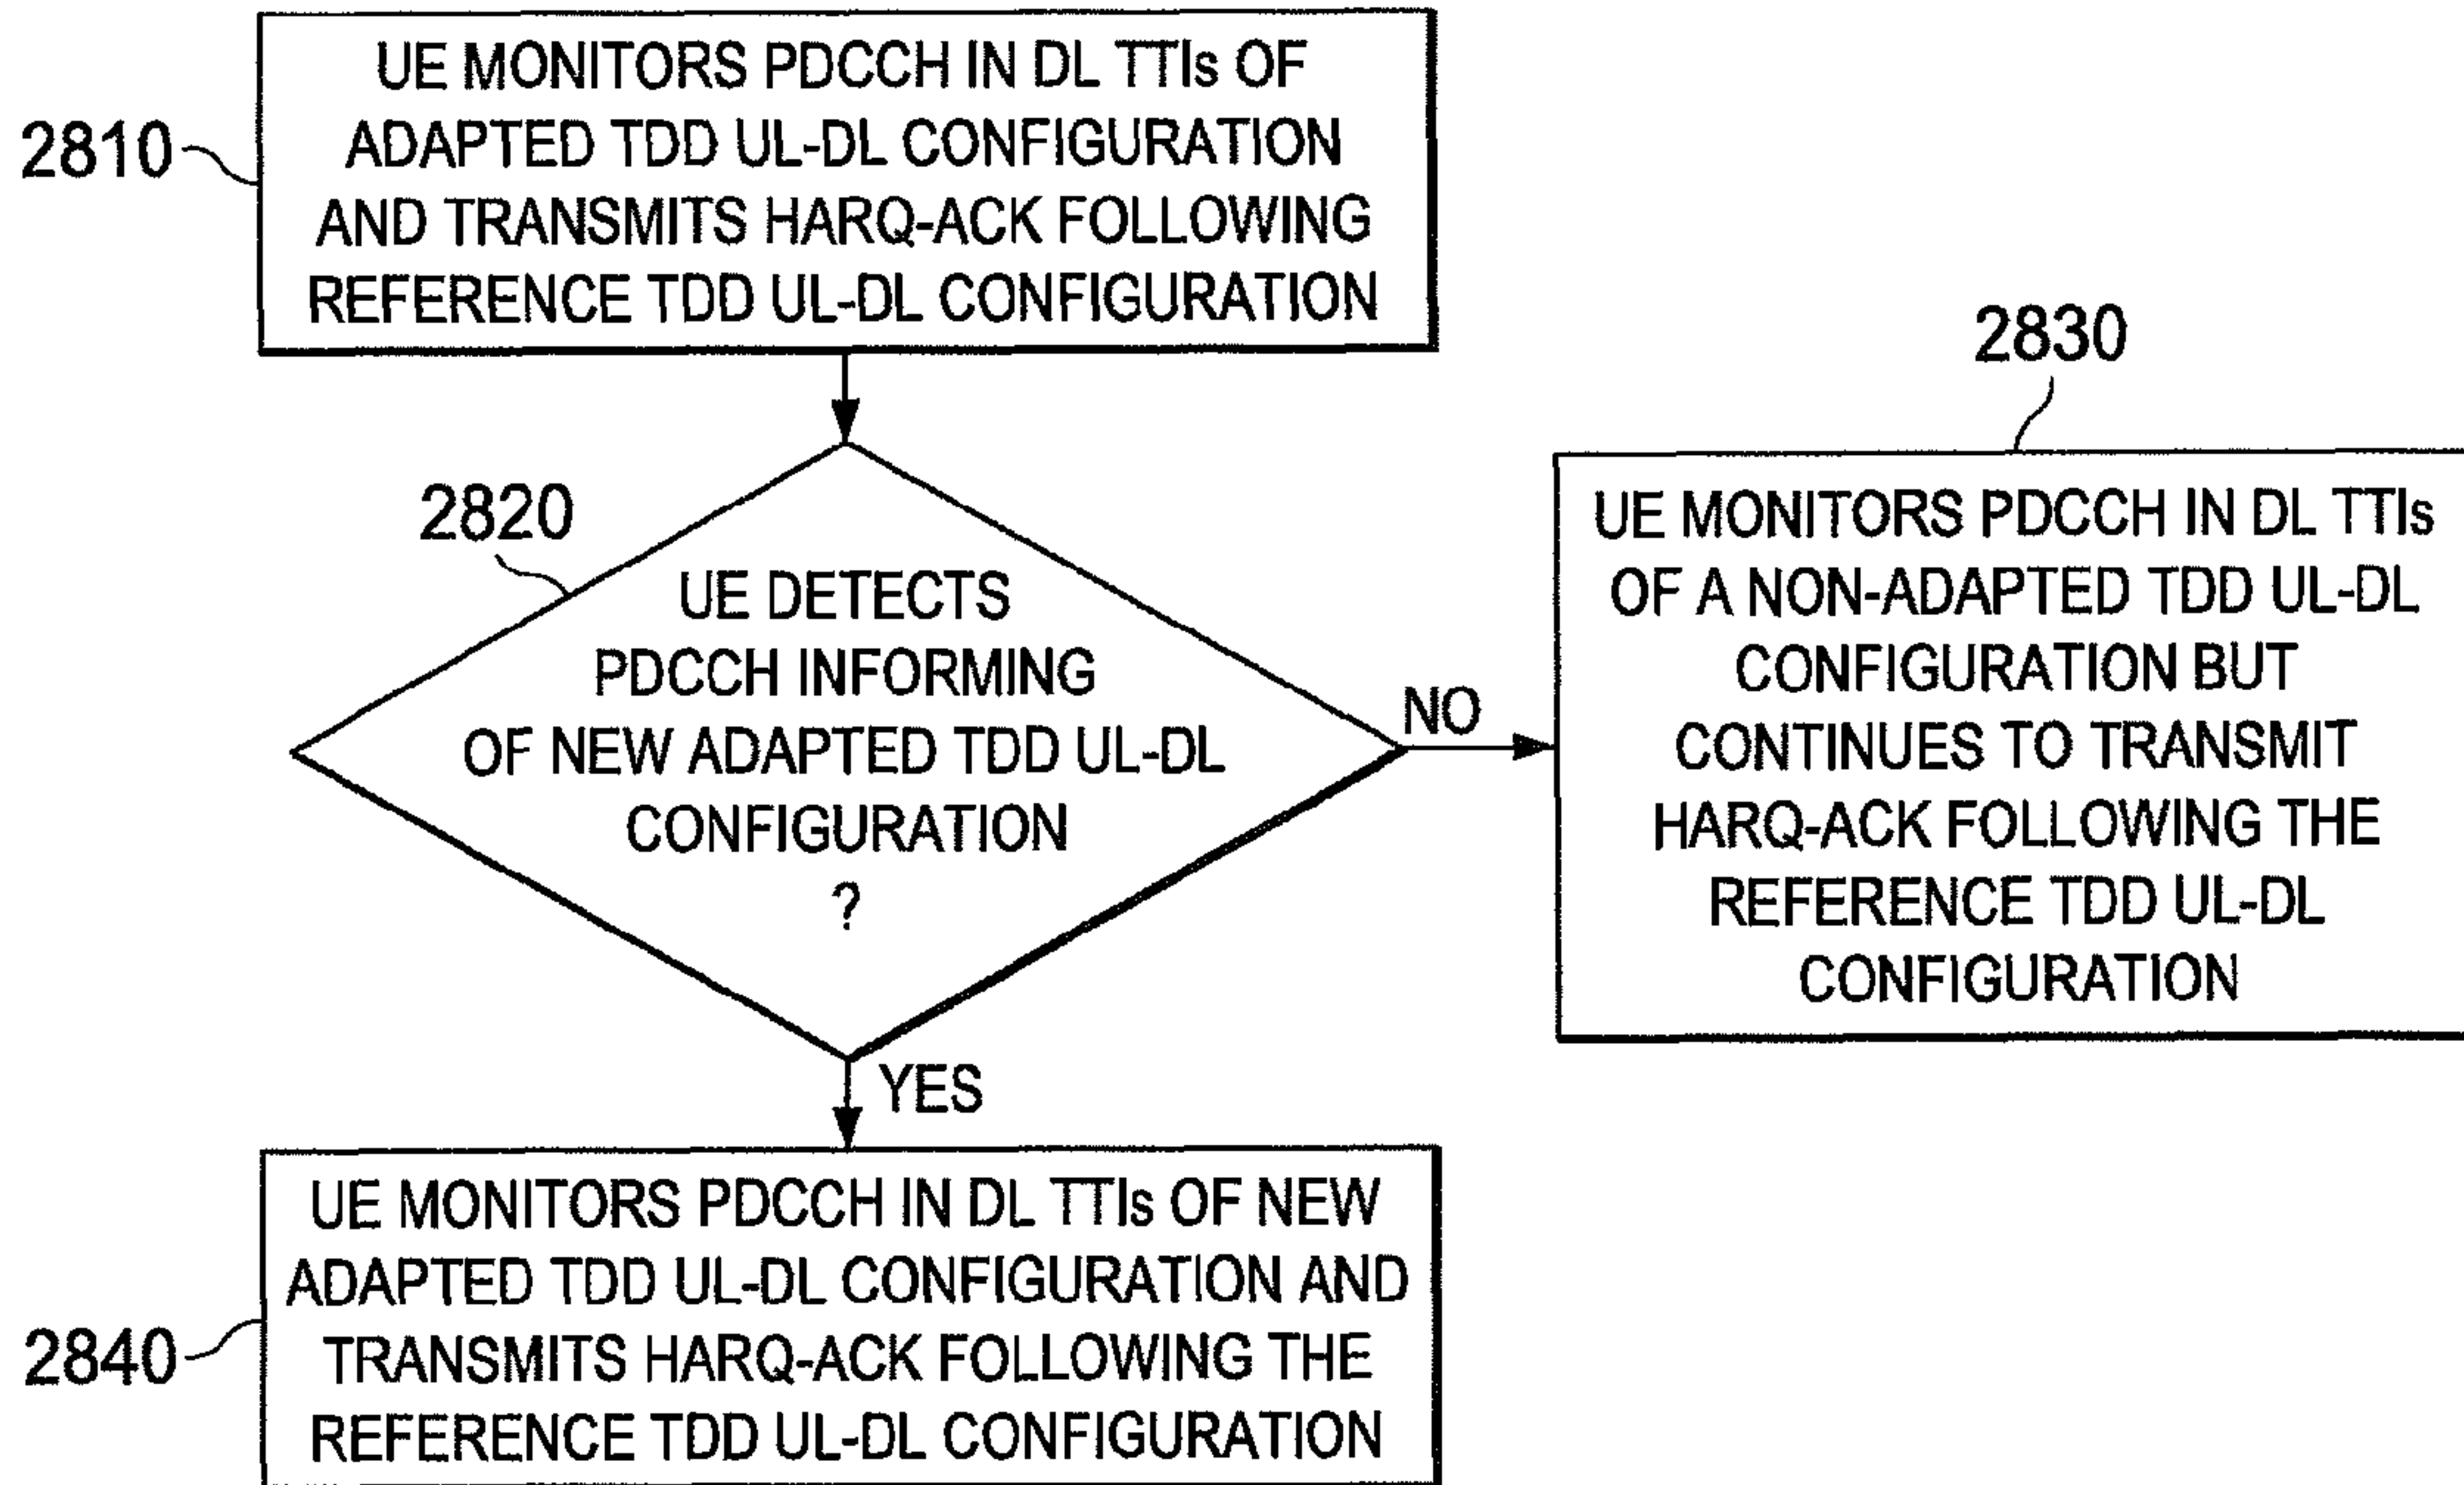 2810
UE MONITORS PDCCH IN DL TTIs OF
ADAPTED TDD UL-DL CONFIGURATION
AND TRANSMITS HARQ-ACK FOLLOWING
REFERENCE TDD UL-DL CONFIGURATION
2820
UE DETECTS
PDCCH INFORMING
OF NEW ADAPTED TDD UL-DL
CONFIGURATION
?
NO
2830
UE MONITORS PDCCH IN DL TTIs
OF A NON-ADAPTED TDD UL-DL
CONFIGURATION BUT
CONTINUES TO TRANSMIT
HARQ-ACK FOLLOWING THE
REFERENCE TDD UL-DL
CONFIGURATION
YES
2840
UE MONITORS PDCCH IN DL TTIs OF NEW
ADAPTED TDD UL-DL CONFIGURATION AND
TRANSMITS HARQ-ACK FOLLOWING THE
REFERENCE TDD UL-DL CONFIGURATION